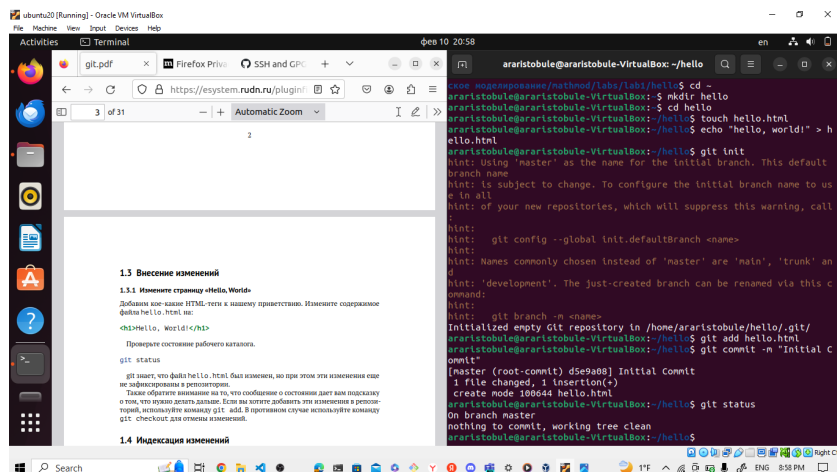 ubuntu20 [Running] - Oracle VM VirtualBox
File Machine View Input Devices Help
Activities Terminal фев 10 20:58 en
git.pdf Firefox Priva SSH and GPG
https://esystem.rudn.ru/pluginf
3 of 31 Automatic Zoom
2
1.3 Внесение изменений
1.3.1 Измените страницу «Hello, World»
Добавим кое-какие HTML-теги к нашему приветствию. Измените содержимое
файла hello.html на:
<h1>Hello, World!</h1>
Проверьте состояние рабочего каталога.
git status
git знает, что файл hello.html был изменен, но при этом эти изменения еще
не зафиксированы в репозитории.
Также обратите внимание на то, что сообщение о состоянии дает вам подсказку
о том, что нужно делать дальше. Если вы хотите добавить эти изменения в репози-
торий, используйте команду git add. В противном случае используйте команду
git checkout для отмены изменений.
1.4 Индексация изменений
araristobule@araristobule-VirtualBox: ~/hello
ское моделирование/mathmod/labs/lab1/hello$ cd ~
araristobule@araristobule-VirtualBox:~$ mkdir hello
araristobule@araristobule-VirtualBox:~$ cd hello
araristobule@araristobule-VirtualBox:~/hello$ touch hello.html
araristobule@araristobule-VirtualBox:~/hello$ echo "hello, world!" > h
ello.html
araristobule@araristobule-VirtualBox:~/hello$ git init
hint: Using 'master' as the name for the initial branch. This default
branch name
hint: is subject to change. To configure the initial branch name to us
e in all
hint: of your new repositories, which will suppress this warning, call
:
hint:
hint: git config --global init.defaultBranch <name>
hint:
hint: Names commonly chosen instead of 'master' are 'main', 'trunk' an
d
hint: 'development'. The just-created branch can be renamed via this c
ommand:
hint:
hint: git branch -m <name>
Initialized empty Git repository in /home/araristobule/hello/.git/
araristobule@araristobule-VirtualBox:~/hello$ git add hello.html
araristobule@araristobule-VirtualBox:~/hello$ git commit -m "Initial C
ommit"
[master (root-commit) d5e9a08] Initial Commit
1 file changed, 1 insertion(+)
create mode 100644 hello.html
araristobule@araristobule-VirtualBox:~/hello$ git status
On branch master
nothing to commit, working tree clean
araristobule@araristobule-VirtualBox:~/hello$
Search 1°F ENG 8:58 PM